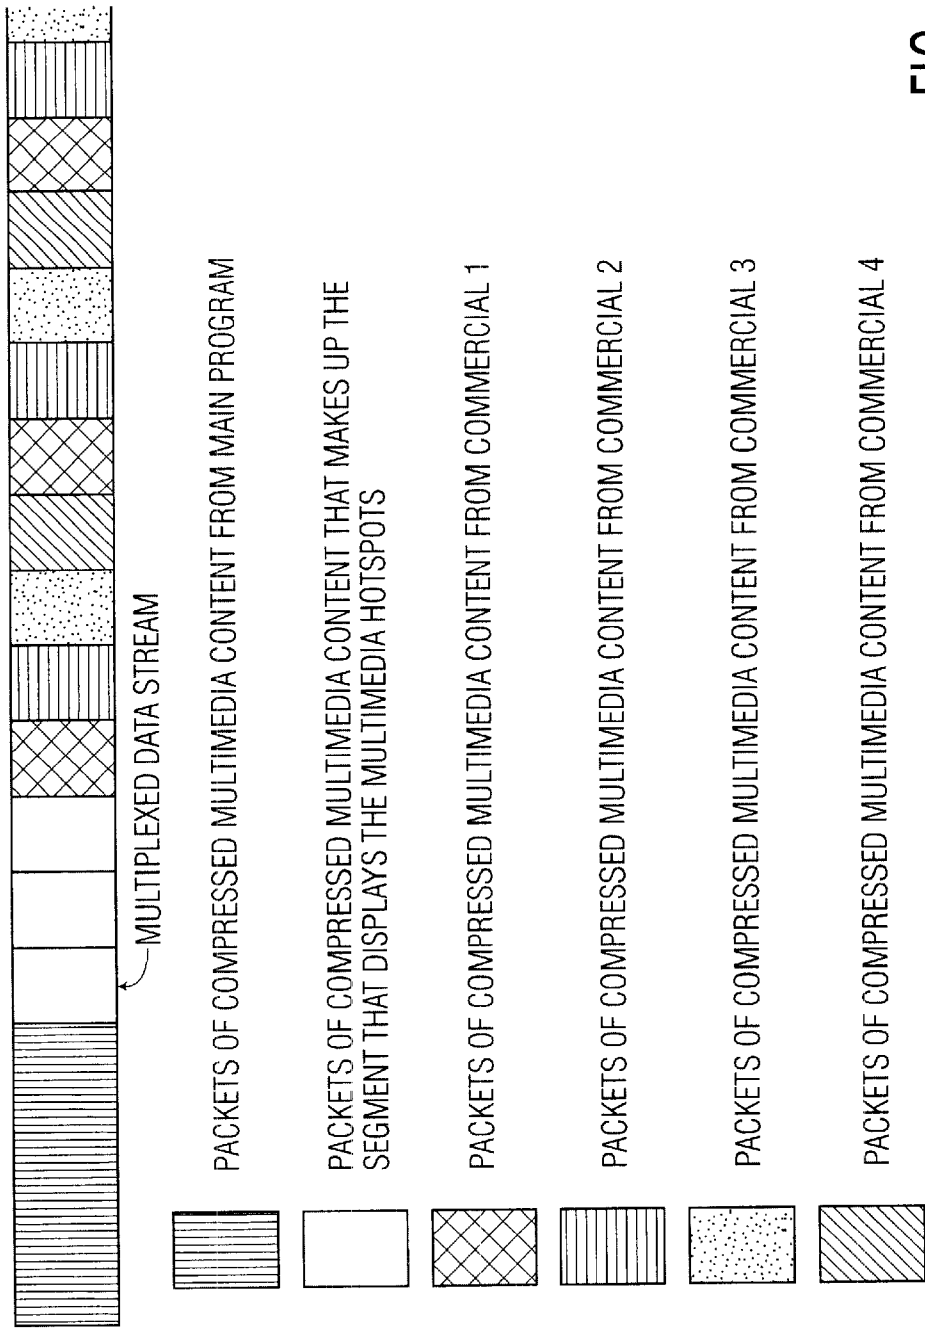 MULTIPLEXED DATA STREAM
PACKETS OF COMPRESSED MULTIMEDIA CONTENT FROM MAIN PROGRAM
PACKETS OF COMPRESSED MULTIMEDIA CONTENT THAT MAKES UP THE
SEGMENT THAT DISPLAYS THE MULTIMEDIA HOTSPOTS
PACKETS OF COMPRESSED MULTIMEDIA CONTENT FROM COMMERCIAL 1
PACKETS OF COMPRESSED MULTIMEDIA CONTENT FROM COMMERCIAL 2
PACKETS OF COMPRESSED MULTIMEDIA CONTENT FROM COMMERCIAL 3
PACKETS OF COMPRESSED MULTIMEDIA CONTENT FROM COMMERCIAL 4